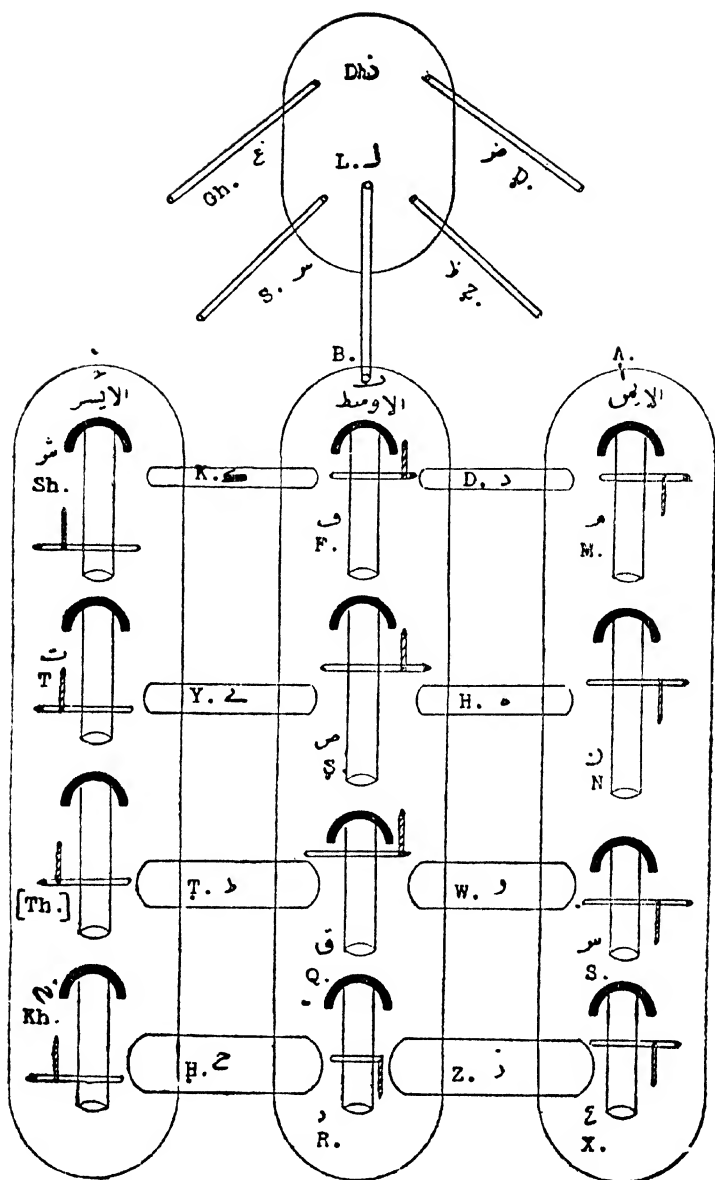 Dh ذ
L. ل
Gh. غ
ض Ḍ.
S. س
ظ Ẓ.
B.
A.
الايسر
الاوسط
الايمن
ش
Sh.
K. ك
ف
F.
D. د
م
M.
T ت
Y. ے
ص
Ṣ.
H. ه
ن
N
[Th.]
Ṭ. ط
ق
Q.
W. و
س
S.
Kh.
Ḥ. ح
ر
R.
Z. ز
ع
X.